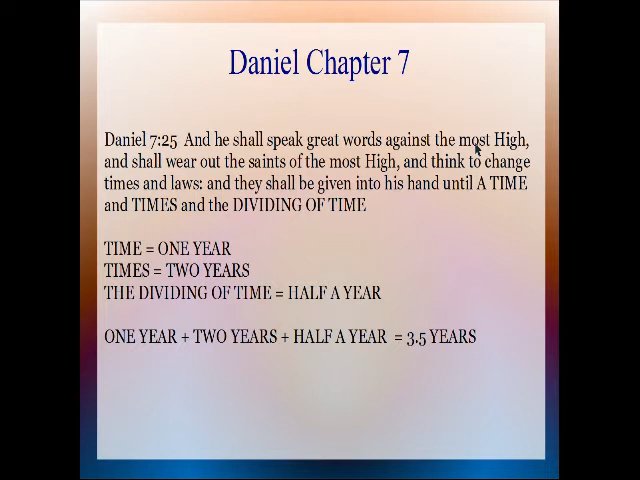 Daniel Chapter 7
Daniel 7:25 And he shall speak great words against the most High,
and shall wear out the saints of the most High, and think to change
times and laws: and they shall be given into his hand until A TIME
and TIMES and the DIVIDING OF TIME
TIME = ONE YEAR
TIMES = TWO YEARS
THE DIVIDING OF TIME = HALF A YEAR
ONE YEAR + TWO YEARS + HALF A YEAR = 3.5 YEARS